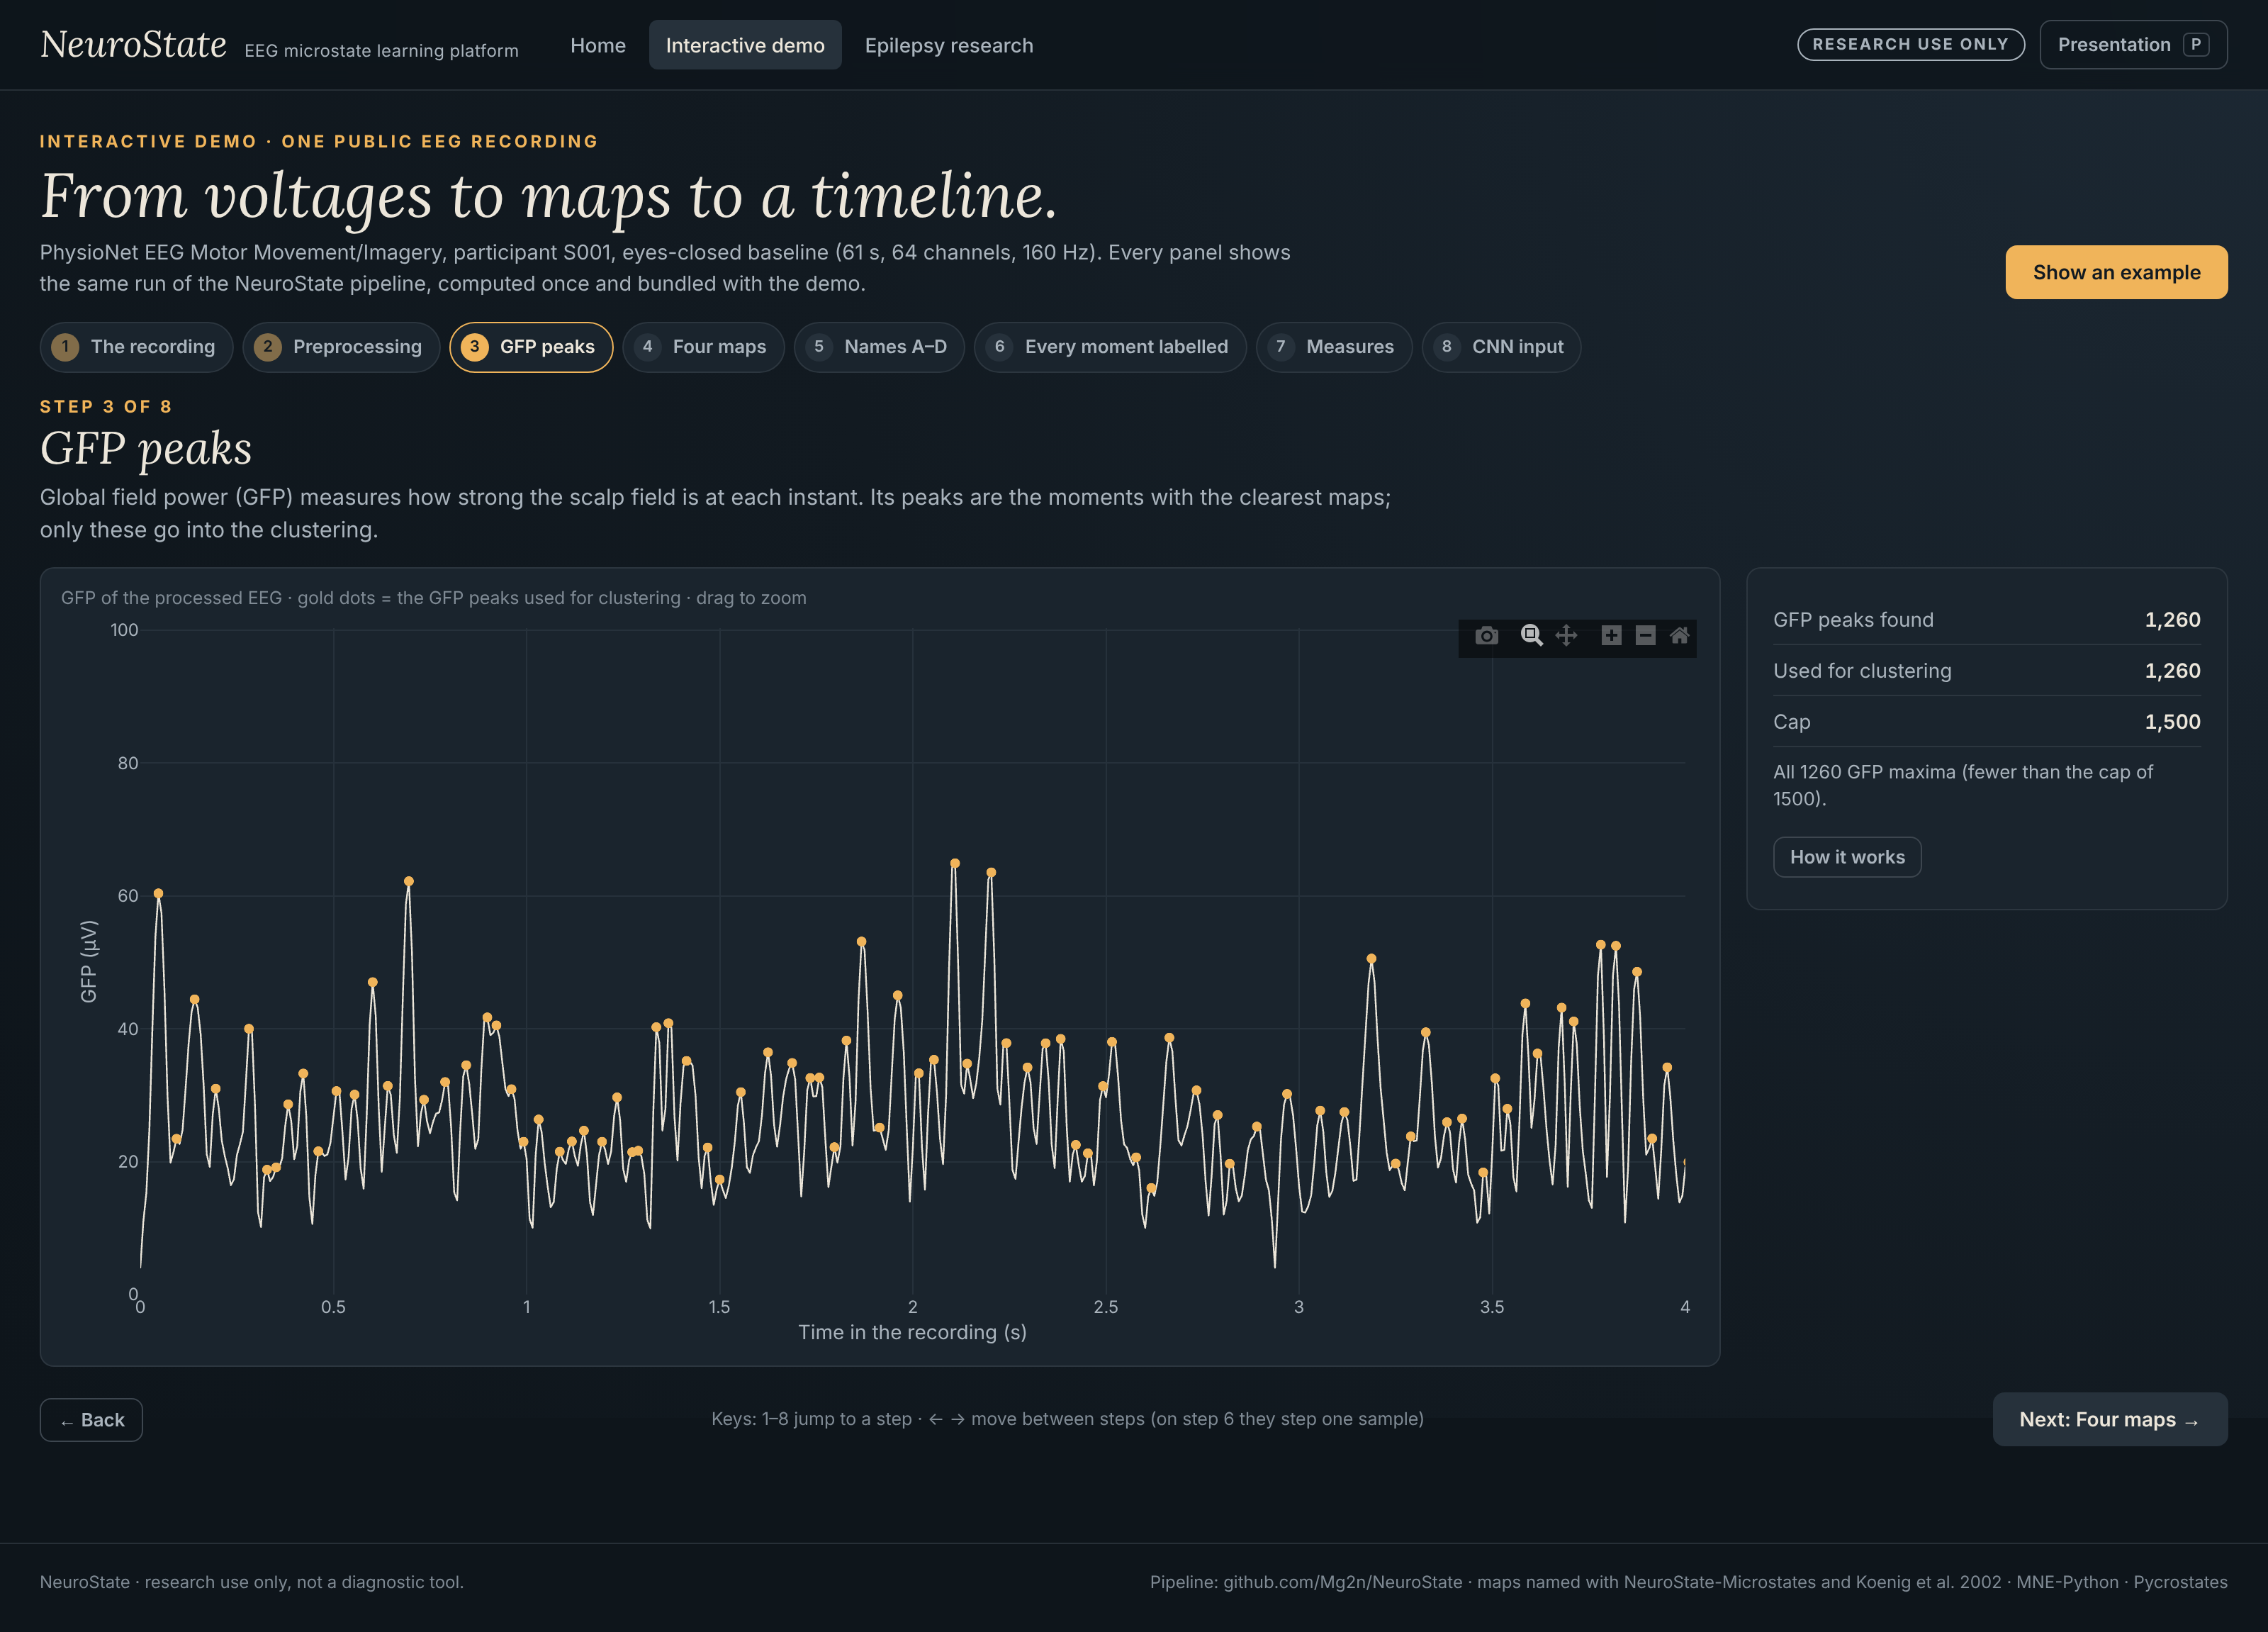 NeuroState EEG microstate learning platform Home Interactive demo Epilepsy research RESEARCH USE ONLY Presentation P
INTERACTIVE DEMO · ONE PUBLIC EEG RECORDING
From voltages to maps to a timeline.
PhysioNet EEG Motor Movement/Imagery, participant S001, eyes-closed baseline (61 s, 64 channels, 160 Hz). Every panel shows
the same run of the NeuroState pipeline, computed once and bundled with the demo.
Show an example
1 The recording 2 Preprocessing 3 GFP peaks 4 Four maps 5 Names A–D 6 Every moment labelled 7 Measures 8 CNN input
STEP 3 OF 8
GFP peaks
Global field power (GFP) measures how strong the scalp field is at each instant. Its peaks are the moments with the clearest maps;
only these go into the clustering.
GFP of the processed EEG · gold dots = the GFP peaks used for clustering · drag to zoom
100
80
60
40
20
0
GFP (µV)
0 0.5 1 1.5 2 2.5 3 3.5 4
Time in the recording (s)
GFP peaks found 1,260
Used for clustering 1,260
Cap 1,500
All 1260 GFP maxima (fewer than the cap of
1500).
How it works
← Back
Keys: 1–8 jump to a step · ← → move between steps (on step 6 they step one sample)
Next: Four maps →
NeuroState · research use only, not a diagnostic tool.
Pipeline: github.com/Mg2n/NeuroState · maps named with NeuroState-Microstates and Koenig et al. 2002 · MNE-Python · Pycrostates